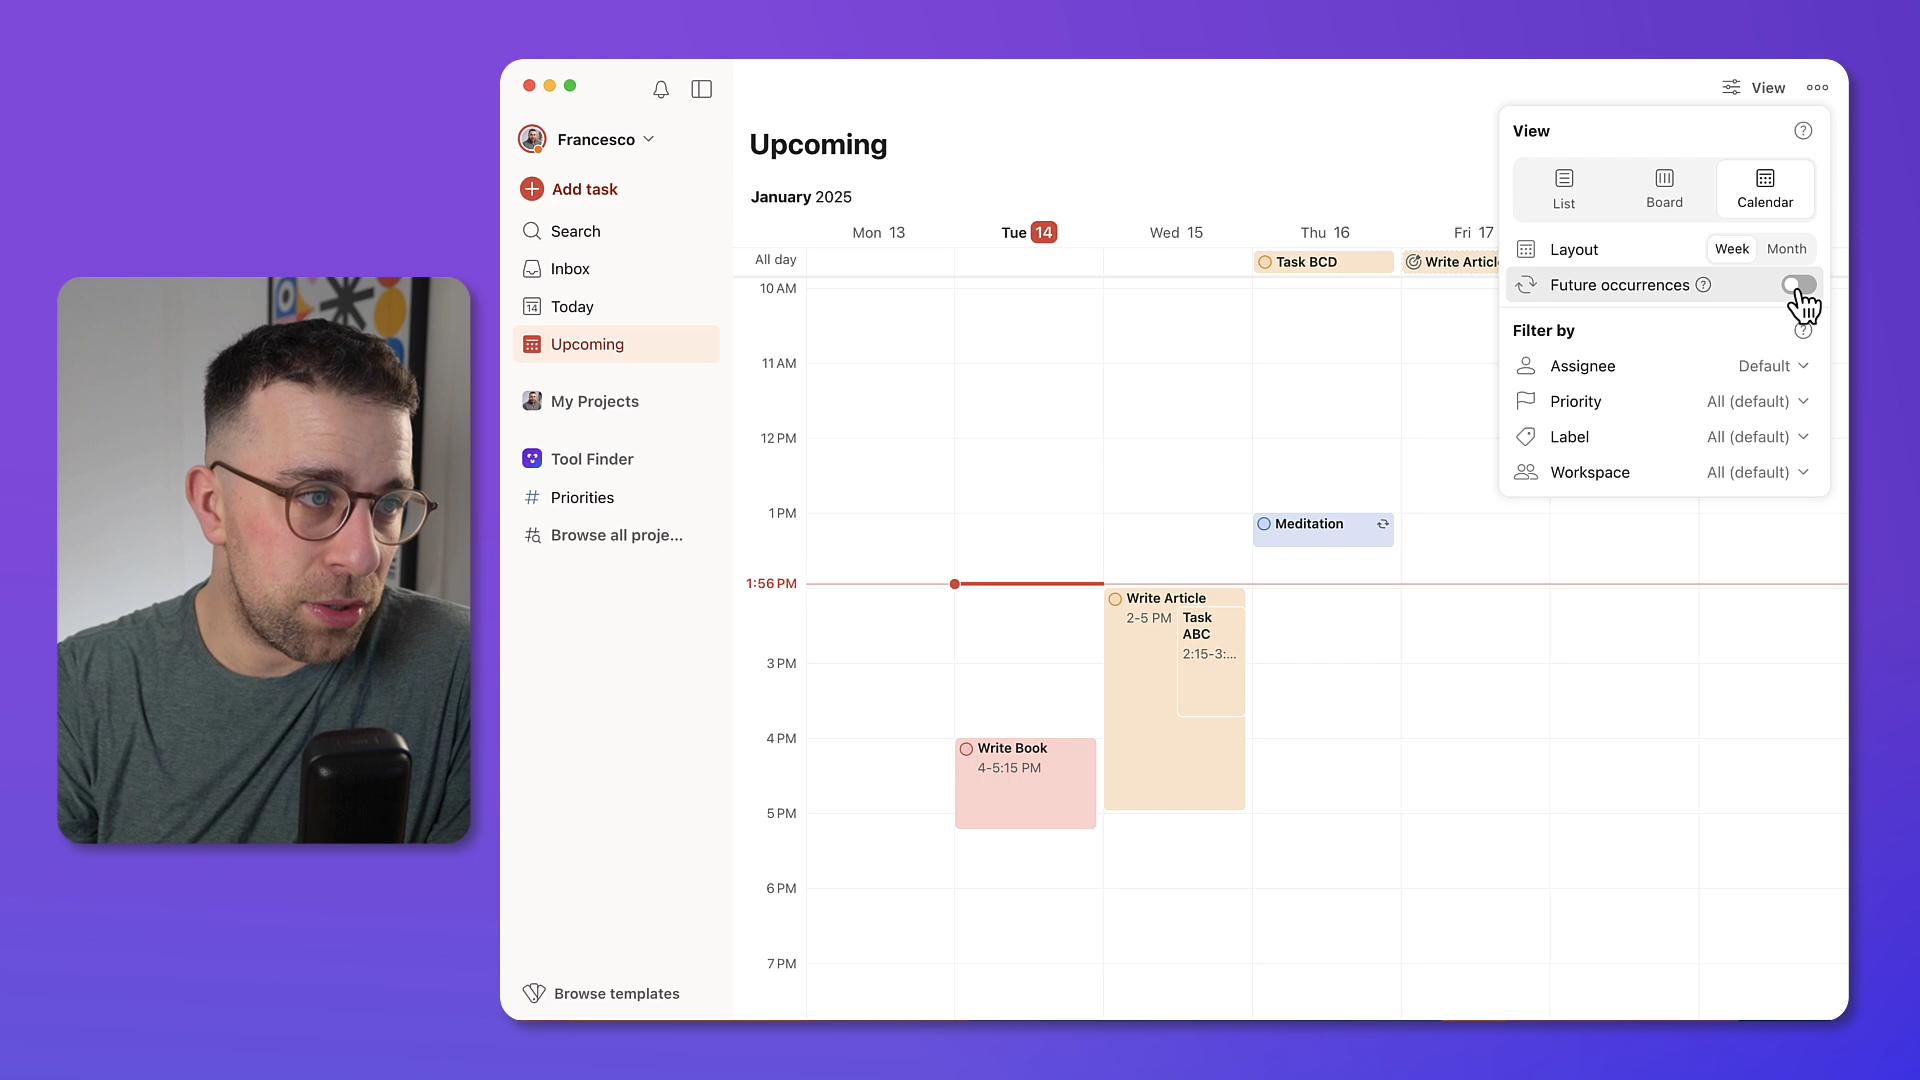 Francesco
Add task
Search
Inbox
14
Today
Upcoming
My Projects
Tool Finder
Priorities
Browse all proje...
Browse templates
View
Upcoming
January 2025
Mon 13
Tue 14
Wed 15
Thu 16
Fri 17
All day
Task BCD
Write Articl
10 AM
11 AM
12 PM
1 PM
Meditation
1:56 PM
Write Article
2-5 PM
Task
ABC
2:15-3:...
3 PM
4 PM
Write Book
4-5:15 PM
5 PM
6 PM
7 PM
View
?
List
Board
Calendar
Layout
Week
Month
Future occurrences ?
Filter by
?
Assignee
Default
Priority
All (default)
Label
All (default)
Workspace
All (default)